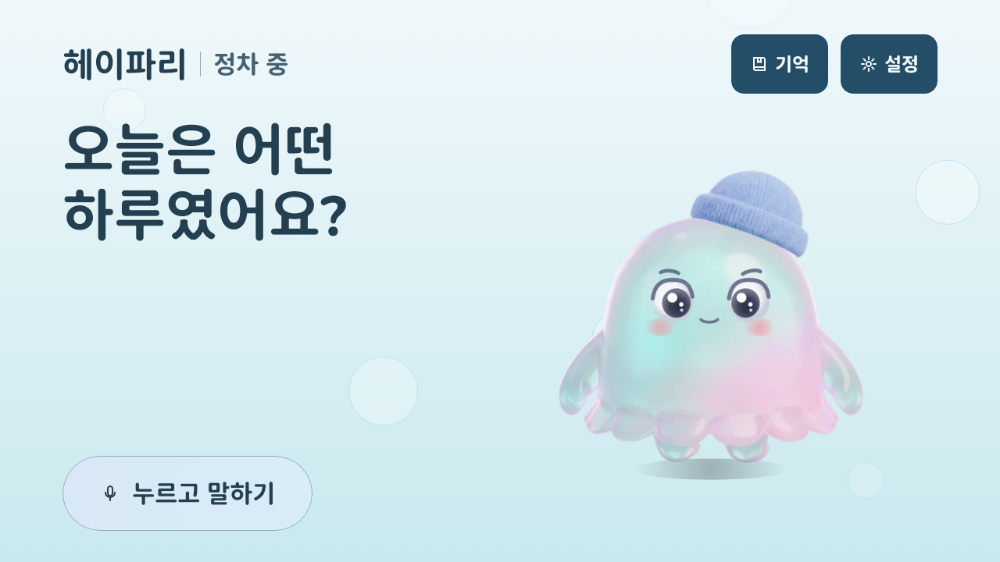 헤이파리 정차 중
기억
설정
오늘은 어떤
하루였어요?
누르고 말하기